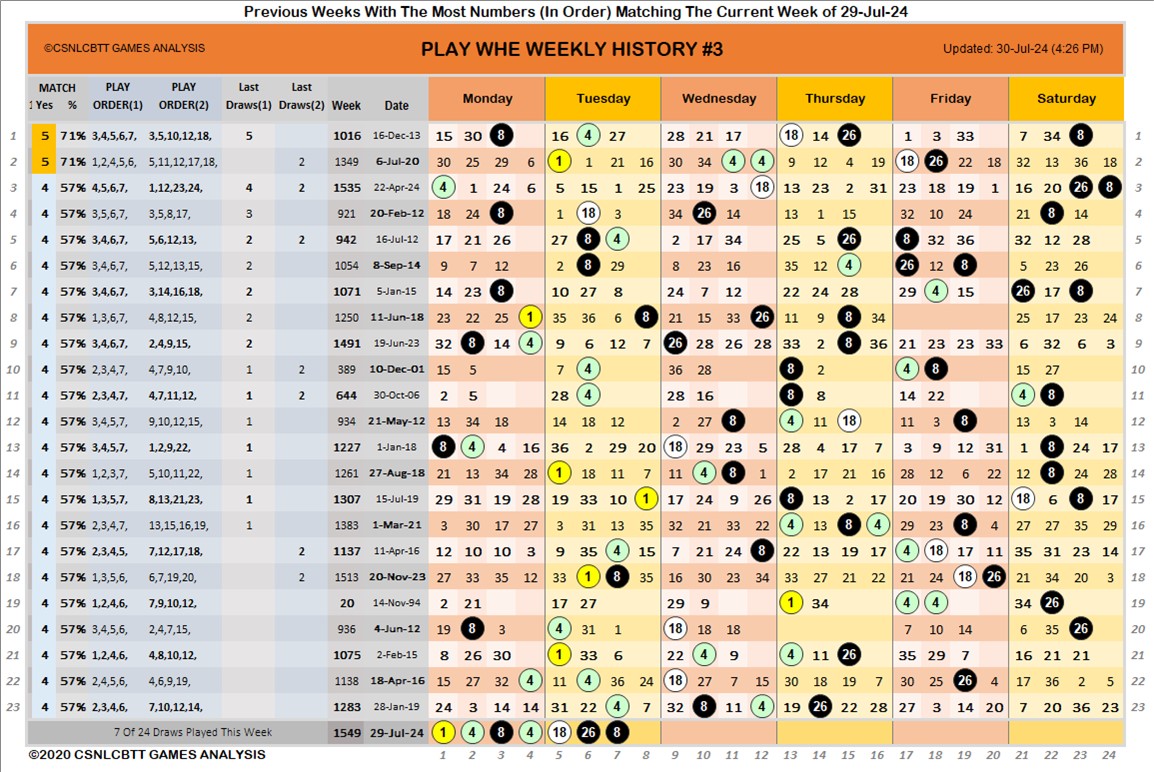 Previous Weeks With The Most Numbers (In Order) Matching The Current Week of 29-Jul-24
©CSNLCBTT GAMES ANALYSIS PLAY WHE WEEKLY HISTORY #3 Updated: 30-Jul-24 (4:26 PM)
MATCH PLAY PLAY Last Last
1 Yes % ORDER(1) ORDER(2) Draws(1) Draws(2) Week Date Monday Tuesday Wednesday Thursday Friday Saturday
1 5 71% 3,4,5,6,7, 3,5,10,12,18, 5 1016 16-Dec-13 15 30 8 16 4 27 28 21 17 18 14 26 1 3 33 7 34 8 1
2 5 71% 1,2,4,5,6, 5,11,12,17,18, 2 1349 6-Jul-20 30 25 29 6 1 1 21 16 30 34 4 4 9 12 4 19 18 26 22 18 32 13 36 18 2
3 4 57% 4,5,6,7, 1,12,23,24, 4 2 1535 22-Apr-24 4 1 24 6 5 15 1 25 23 19 3 18 13 23 2 31 23 18 19 1 16 20 26 8 3
4 4 57% 3,5,6,7, 3,5,8,17, 3 921 20-Feb-12 18 24 8 1 18 3 34 26 14 13 1 15 32 10 24 21 8 14 4
5 4 57% 3,4,6,7, 5,6,12,13, 2 2 942 16-Jul-12 17 21 26 27 8 4 2 17 34 25 5 26 8 32 36 32 12 28 5
6 4 57% 3,4,6,7, 5,12,13,15, 2 1054 8-Sep-14 9 7 12 2 8 29 8 23 16 35 12 4 26 12 8 5 23 26 6
7 4 57% 3,4,6,7, 3,14,16,18, 2 1071 5-Jan-15 14 23 8 10 27 8 24 7 12 22 24 28 29 4 15 26 17 8 7
8 4 57% 1,3,6,7, 4,8,12,15, 2 1250 11-Jun-18 23 22 25 1 35 36 6 8 21 15 33 26 11 9 8 34 25 17 23 24 8
9 4 57% 3,4,6,7, 2,4,9,15, 2 1491 19-Jun-23 32 8 14 4 9 6 12 7 26 28 26 28 33 2 8 36 21 23 23 33 6 32 6 3 9
10 4 57% 2,3,4,7, 4,7,9,10, 1 2 389 10-Dec-01 15 5 7 4 36 28 8 2 4 8 15 27 10
11 4 57% 2,3,4,7, 4,7,11,12, 1 2 644 30-Oct-06 2 5 28 4 28 16 8 8 14 22 4 8 11
12 4 57% 3,4,5,7, 9,10,12,15, 1 934 21-May-12 13 34 18 14 18 12 2 27 8 4 11 18 11 3 8 13 3 14 12
13 4 57% 3,4,5,7, 1,2,9,22, 1 1227 1-Jan-18 8 4 4 16 36 2 29 20 18 29 23 5 28 4 17 7 3 9 12 31 1 8 24 17 13
14 4 57% 1,2,3,7, 5,10,11,22, 1 1261 27-Aug-18 21 13 34 28 1 18 11 7 11 4 8 1 2 17 21 16 28 12 6 22 12 8 24 28 14
15 4 57% 1,3,5,7, 8,13,21,23, 1 1307 15-Jul-19 29 31 19 28 19 33 10 1 17 24 9 26 8 13 2 17 20 19 30 12 18 6 8 17 15
16 4 57% 2,3,4,7, 13,15,16,19, 1 1383 1-Mar-21 3 30 17 27 3 31 13 35 32 21 33 22 4 13 8 4 29 23 8 4 27 27 35 29 16
17 4 57% 2,3,4,5, 7,12,17,18, 2 1137 11-Apr-16 12 10 10 3 9 35 4 15 7 21 24 8 22 13 19 17 4 18 17 11 35 31 23 14 17
18 4 57% 1,3,5,6, 6,7,19,20, 2 1513 20-Nov-23 27 33 35 12 33 1 8 35 16 30 23 34 33 27 21 22 21 24 18 26 21 34 20 3 18
19 4 57% 1,2,4,6, 7,9,10,12, 20 14-Nov-94 2 21 17 27 29 9 1 34 4 4 34 26 19
20 4 57% 3,4,5,6, 2,4,7,15, 936 4-Jun-12 19 8 3 4 31 1 18 18 18 7 10 14 6 35 26 20
21 4 57% 1,2,4,6, 4,8,10,12, 1075 2-Feb-15 8 26 30 1 33 6 22 4 9 4 11 26 35 29 7 16 21 21 21
22 4 57% 2,4,5,6, 4,6,9,19, 1138 18-Apr-16 15 27 32 4 11 4 36 24 18 27 7 15 30 18 19 7 30 25 26 4 17 36 2 5 22
23 4 57% 2,3,4,6, 7,10,12,14, 1283 28-Jan-19 24 3 14 14 31 22 4 7 32 8 11 4 19 26 22 28 27 3 14 20 7 20 36 23 23
7 Of 24 Draws Played This Week 1549 29-Jul-24 1 4 8 4 18 26 8
©2020 CSNLCBTT GAMES ANALYSIS 1 2 3 4 5 6 7 8 9 10 11 12 13 14 15 16 17 18 19 20 21 22 23 24